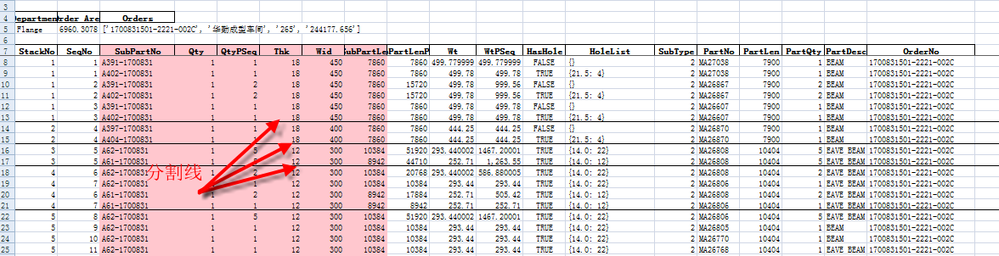 3
4 Department Order Are Orders
5 Flange 6960.3078 ['1700831501-2221-002C', '华勤成型车间', '265', '244177.656']
6
7 StackNo SeqNo SubPartNo Qty QtyPSeq Thk Wid SubPartLe PartLenP Wt WtPSeq HasHole HoleList SubType PartNo PartLen PartQty PartDesc OrderNo
8 1 1 A391-1700831 1 1 18 450 7860 7860 499.779999 499.779999 FALSE {} 2 MA27038 7900 1 BEAM 1700831501-2221-002C
9 1 1 A402-1700831 1 1 18 450 7860 7860 499.78 499.78 TRUE {21.5: 4} 2 MA27038 7900 1 BEAM 1700831501-2221-002C
10 1 2 A391-1700831 1 2 18 450 7860 15720 499.78 999.56 FALSE {} 2 MA26867 7900 2 BEAM 1700831501-2221-002C
11 1 2 A402-1700831 1 2 18 450 7860 15720 499.78 999.56 TRUE {21.5: 4} 2 MA26867 7900 2 BEAM 1700831501-2221-002C
12 1 3 A391-1700831 1 1 18 450 7860 7860 499.78 499.78 FALSE {} 2 MA26607 7900 1 BEAM 1700831501-2221-002C
13 1 3 A402-1700831 1 1 18 450 7860 7860 499.78 499.78 TRUE {21.5: 4} 2 MA26607 7900 1 BEAM 1700831501-2221-002C
14 2 4 A397-1700831 1 1 18 400 7860 7860 444.25 444.25 FALSE {} 2 MA26870 7900 1 BEAM 1700831501-2221-002C
15 2 4 A404-1700831 1 1 18 400 7860 7860 444.25 444.25 TRUE {21.5: 4} 2 MA26870 7900 1 BEAM 1700831501-2221-002C
16 3 5 A62-1700831 1 5 12 300 10384 51920 293.440002 1467.20001 TRUE {14.0: 22} 2 MA26808 10404 5 EAVE BEAM 1700831501-2221-002C
17 3 5 A61-1700831 1 5 12 300 8942 44710 252.71 1,263.55 TRUE {14.0: 12} 2 MA26808 10404 5 EAVE BEAM 1700831501-2221-002C
分割线
18 4 6 A62-1700831 1 2 12 300 10384 20768 293.440002 586.880005 TRUE {14.0: 22} 2 MA26808 10404 2 EAVE BEAM 1700831501-2221-002C
19 4 7 A62-1700831 1 1 12 300 10384 10384 293.44 293.44 TRUE {14.0: 22} 2 MA26806 10404 1 EAVE BEAM 1700831501-2221-002C
20 4 6 A61-1700831 1 2 12 300 8942 17884 252.71 505.42 TRUE {14.0: 12} 2 MA26808 10404 2 EAVE BEAM 1700831501-2221-002C
21 4 7 A61-1700831 1 1 12 300 8942 8942 252.71 252.71 TRUE {14.0: 12} 2 MA26806 10404 1 EAVE BEAM 1700831501-2221-002C
22 5 8 A62-1700831 1 5 12 300 10384 51920 293.440002 1467.20001 TRUE {14.0: 22} 2 MA26806 10404 5 EAVE BEAM 1700831501-2221-002C
23 5 9 A62-1700831 1 1 12 300 10384 10384 293.44 293.44 TRUE {14.0: 22} 2 MA26805 10404 1 BEAM 1700831501-2221-002C
24 5 10 A62-1700831 1 1 12 300 10384 10384 293.44 293.44 TRUE {14.0: 22} 2 MA26770 10404 1 BEAM 1700831501-2221-002C
25 5 11 A62-1700831 1 1 12 300 10384 10384 293.44 293.44 TRUE {14.0: 22} 2 MA26768 10404 1 EAVE BEAM 1700831501-2221-002C